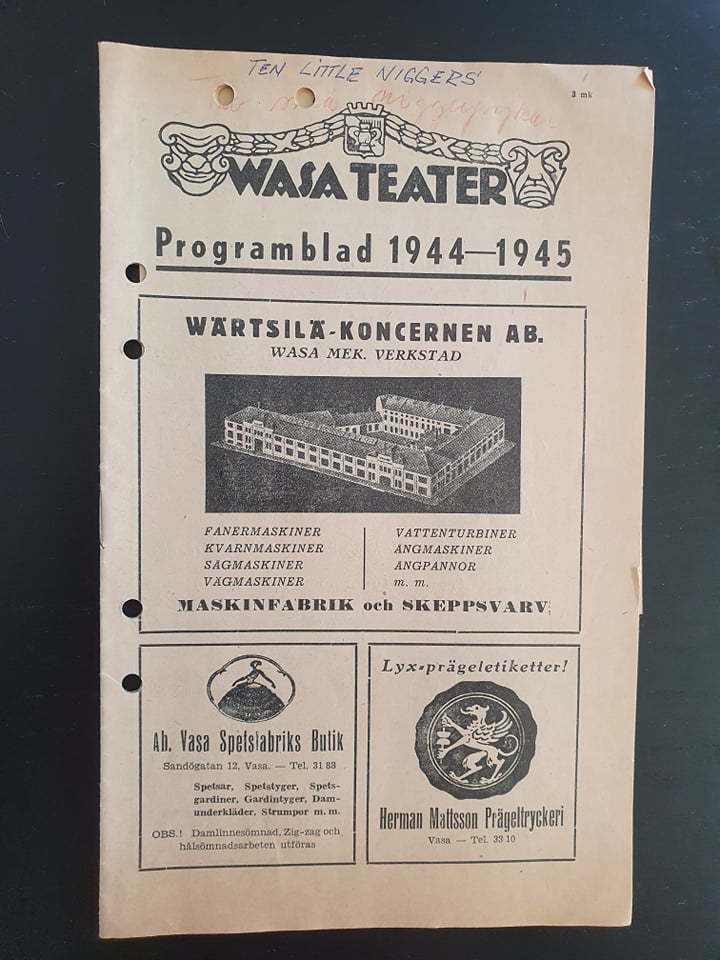 TEN LITTLE NIGGERS
3 mk
WASA TEATER
Programblad 1944—1945
WÄRTSILÄ-KONCERNEN AB.
WASA MEK. VERKSTAD
FANERMASKINER
KVARNMASKINER
SÅGMASKINER
VÄGMASKINER
VATTENTURBINER
ÅNGMASKINER
ÅNGPANNOR
m. m.
MASKINFABRIK och SKEPPSVARV
Ab. Vasa Spetsfabriks Butik
Sandögatan 12, Vasa. — Tel. 31 88
Spetsar, Spetstyger, Spets-
gardiner, Gardintyger, Dam-
underkläder, Strumpor m. m.
OBS.! Damlinnesömnad, Zig-zag och
hålsömnadsarbeten utföras
Lyx-prägeletiketter!
Herman Mattsson Prägeltryckeri
Vasa — Tel. 33 10